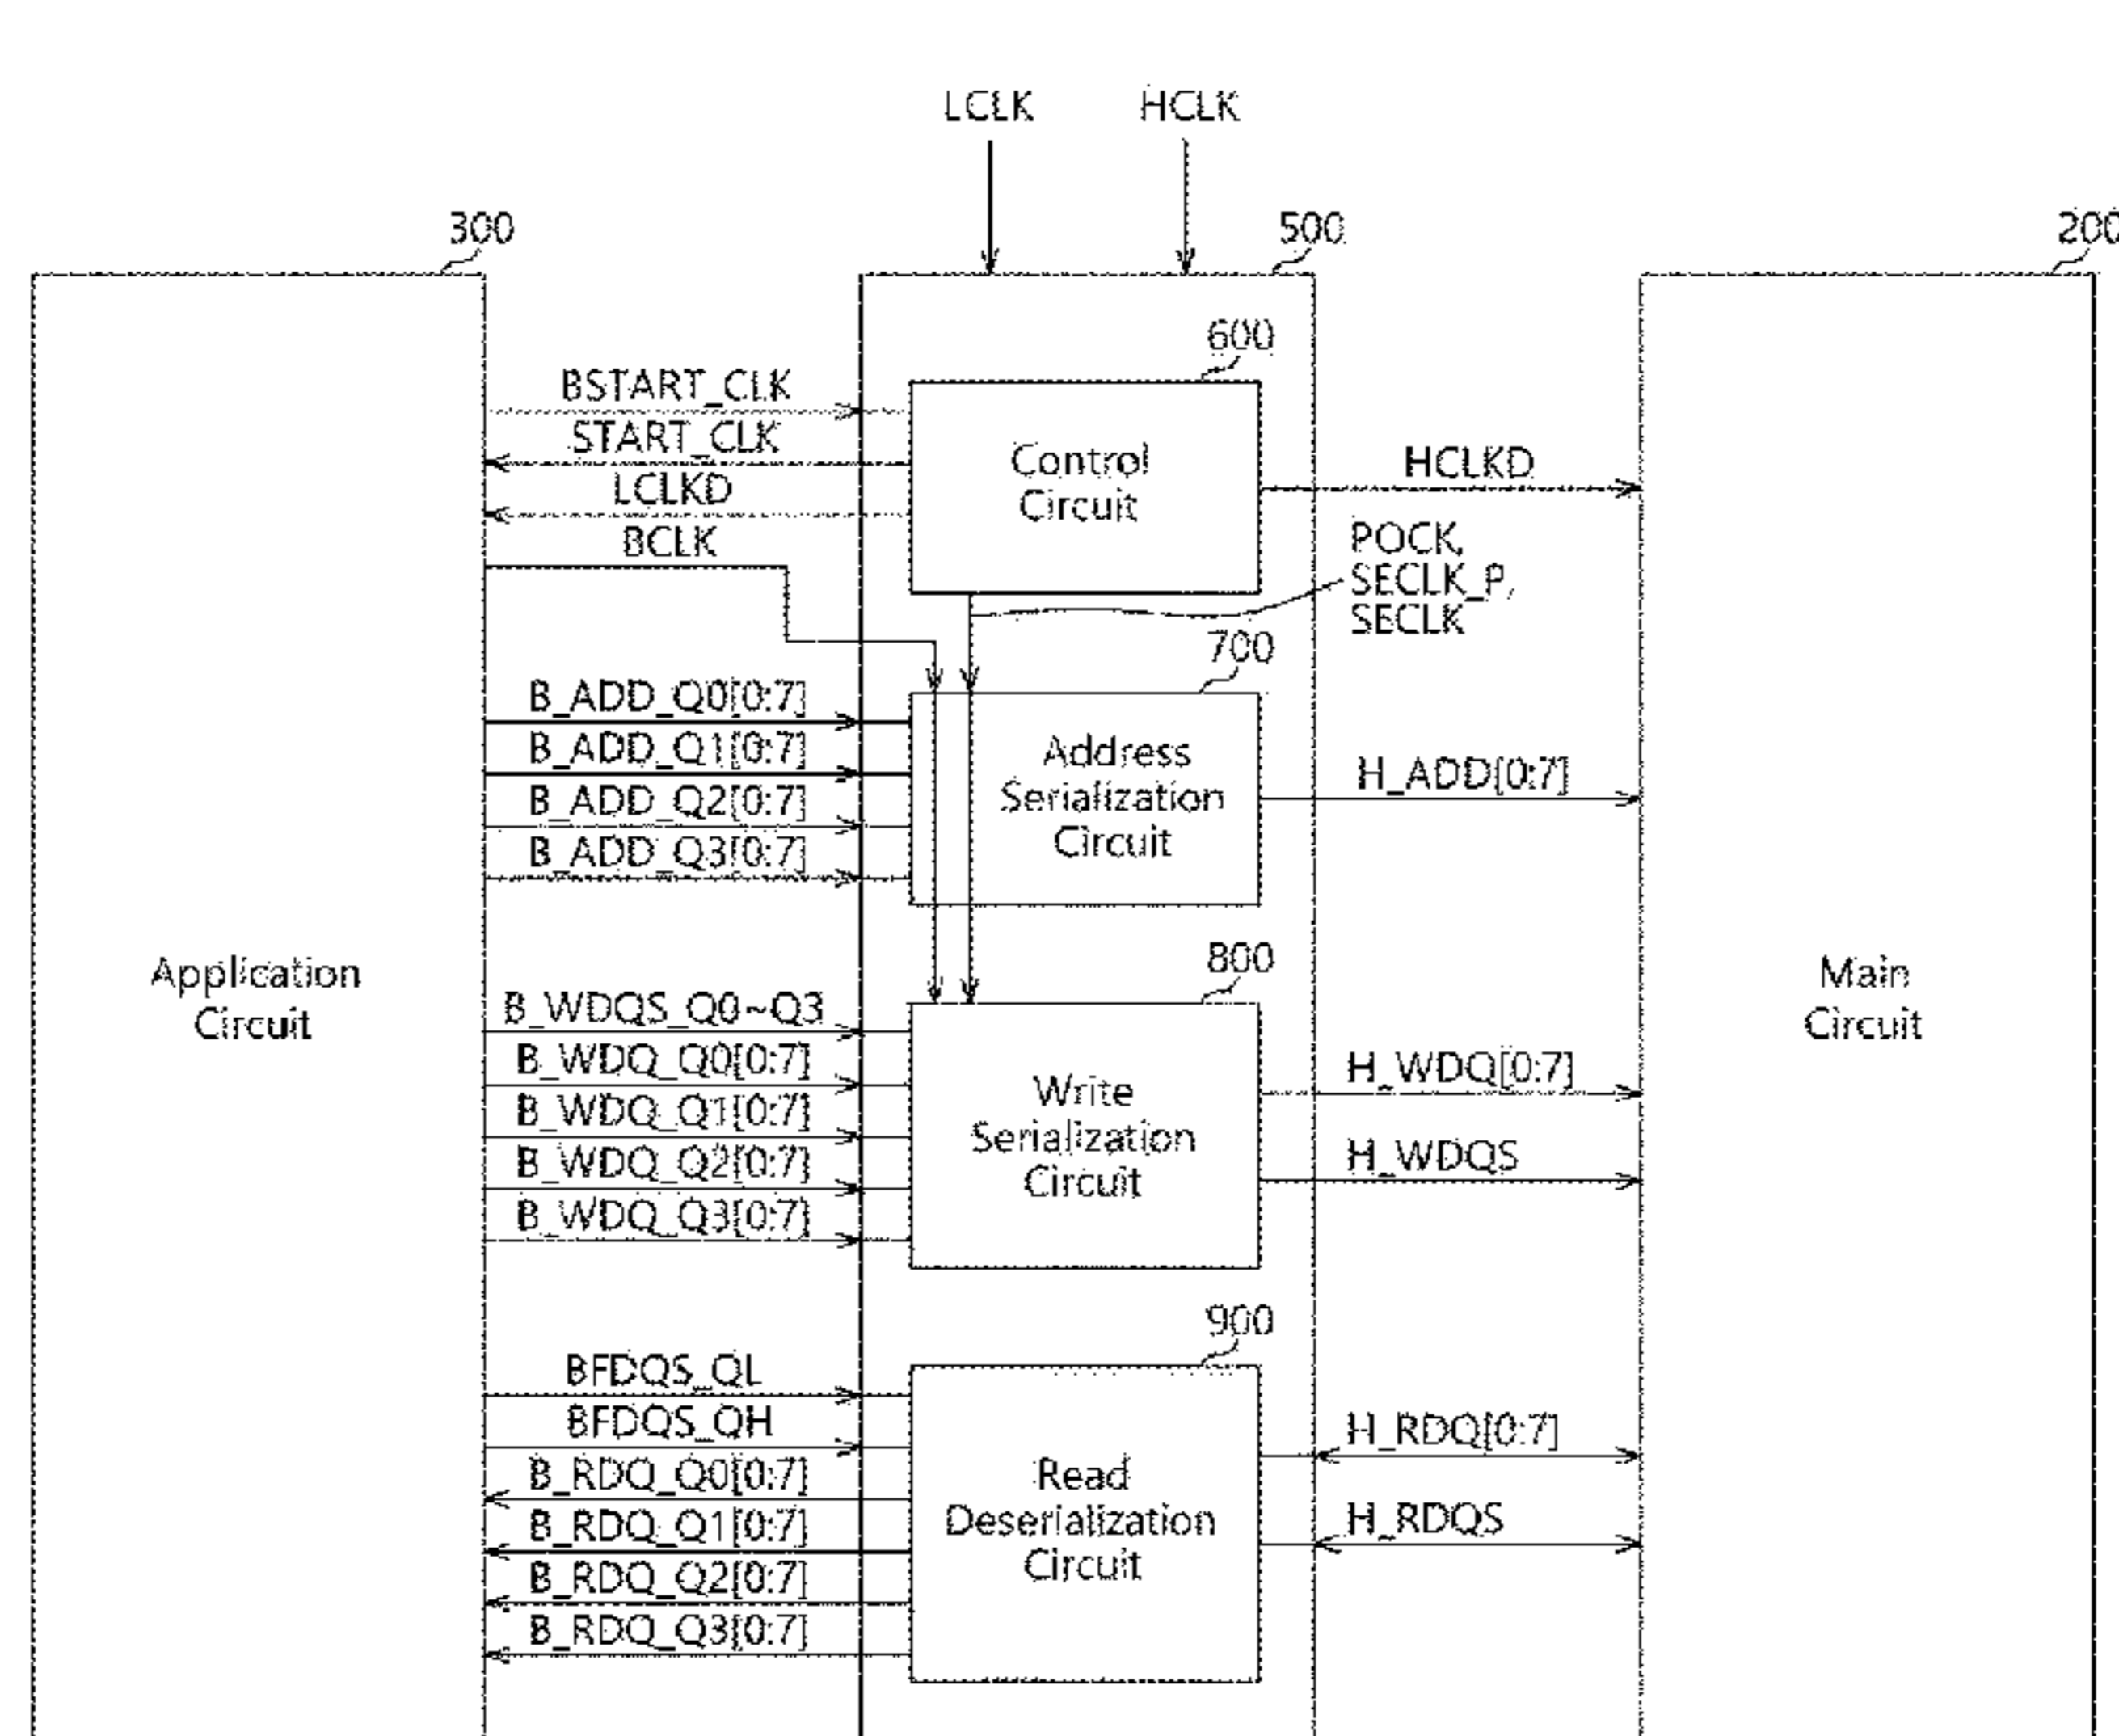 LCLK HCLK
300 500 200
600
BSTART_CLK
START_CLK
LCLKD
BCLK
Control
Circuit
HCLKD
POCK,
SECLK_P,
SECLK
700
B_ADD_Q0[0:7]
B_ADD_Q1[0:7]
B_ADD_Q2[0:7]
B_ADD_Q3[0:7]
Address
Serialization
Circuit
H_ADD[0:7]
Application
Circuit
800
Main
Circuit
B_WDQS_Q0~Q3
B_WDQ_Q0[0:7]
B_WDQ_Q1[0:7]
B_WDQ_Q2[0:7]
B_WDQ_Q3[0:7]
Write
Serialization
Circuit
H_WDQ[0:7]
H_WDQS
900
BFDQS_QL
BFDQS_QH
B_RDQ_Q0[0:7]
B_RDQ_Q1[0:7]
B_RDQ_Q2[0:7]
B_RDQ_Q3[0:7]
Read
Deserialization
Circuit
H_RDQ[0:7]
H_RDQS